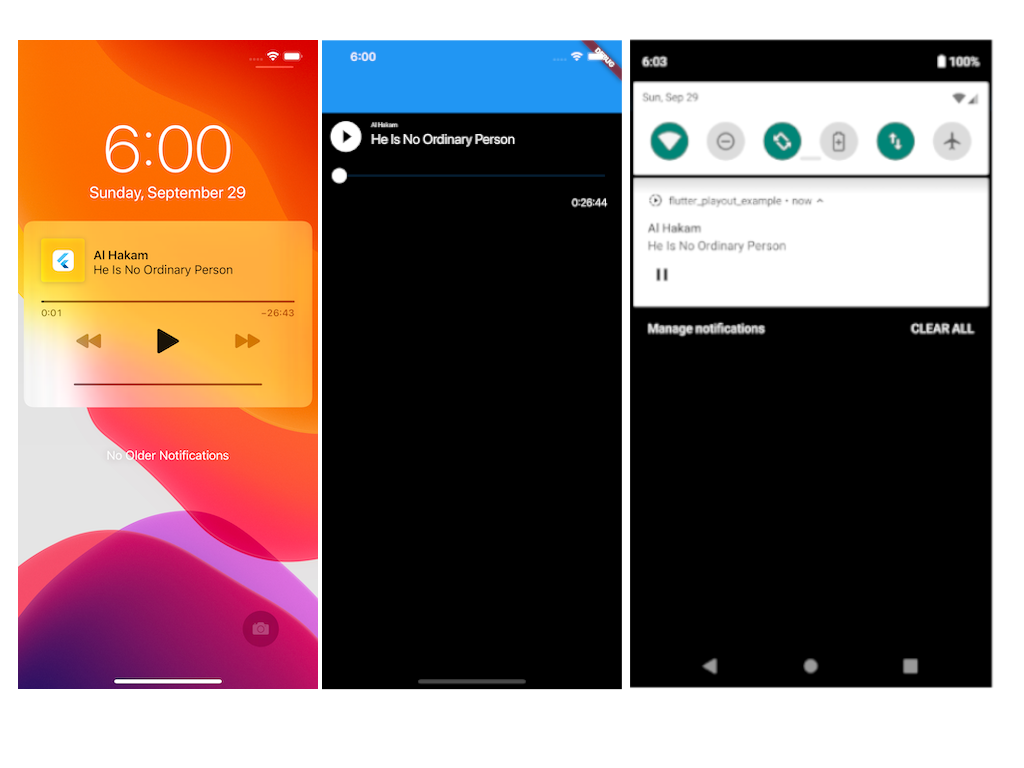 6:00
Sunday, September 29
Al Hakam
He Is No Ordinary Person
0:01
−26:43
No Older Notifications
6:00
DEBUG
Al Hakam
He Is No Ordinary Person
0:26:44
6:03
100%
Sun, Sep 29
flutter_playout_example • now
Al Hakam
He Is No Ordinary Person
Manage notifications
CLEAR ALL